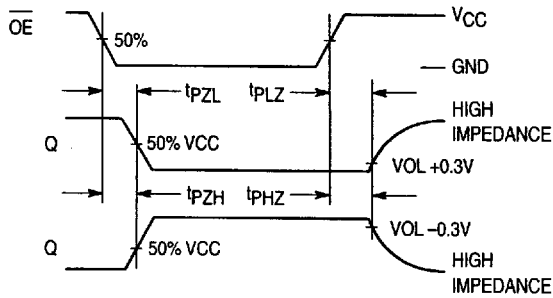 OE
50%
VCC
GND
tPZL
tPLZ
HIGH
IMPEDANCE
Q
50% VCC
VOL +0.3V
tPZH
tPHZ
VOL –0.3V
Q
50% VCC
HIGH
IMPEDANCE